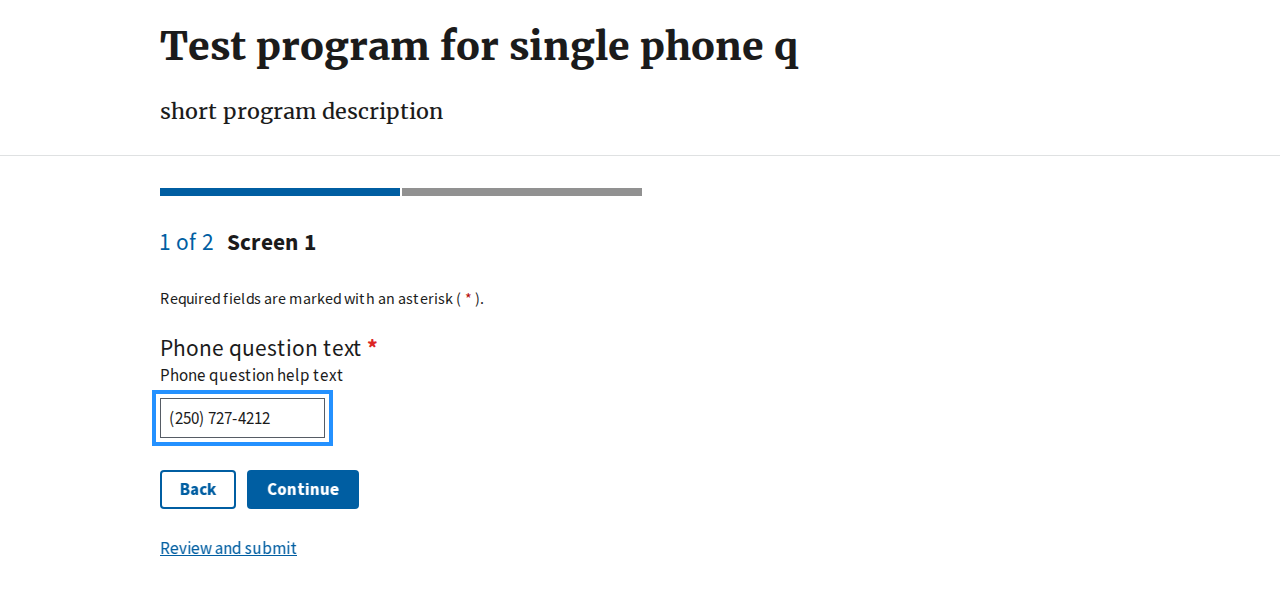 Test program for single phone q
short program description
1 of 2 Screen 1
Required fields are marked with an asterisk ( * ).
Phone question text *
Phone question help text
(250) 727-4212
Back Continue
Review and submit